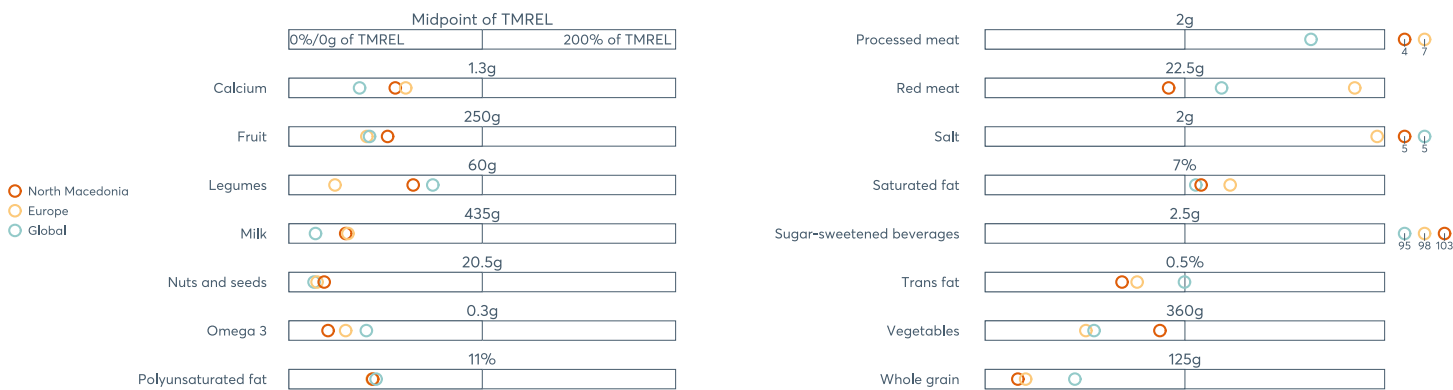 Midpoint of TMREL
0%/0g of TMREL 200% of TMREL
Calcium 1.3g
Fruit 250g
Legumes 60g
Milk 435g
Nuts and seeds 20.5g
Omega 3 0.3g
Polyunsaturated fat 11%
North Macedonia
Europe
Global
Processed meat 2g 4 7
Red meat 22.5g
Salt 2g 5 5
Saturated fat 7%
Sugar-sweetened beverages 2.5g 95 98 103
Trans fat 0.5%
Vegetables 360g
Whole grain 125g